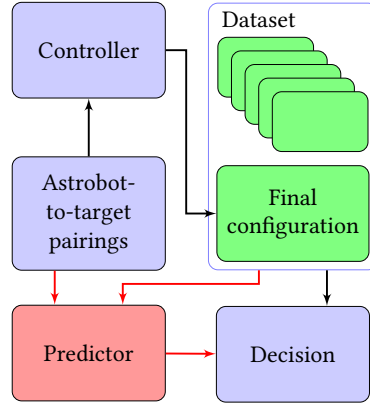 Dataset
Controller
Astrobot-
to-target
pairings
Final
configuration
Predictor
Decision